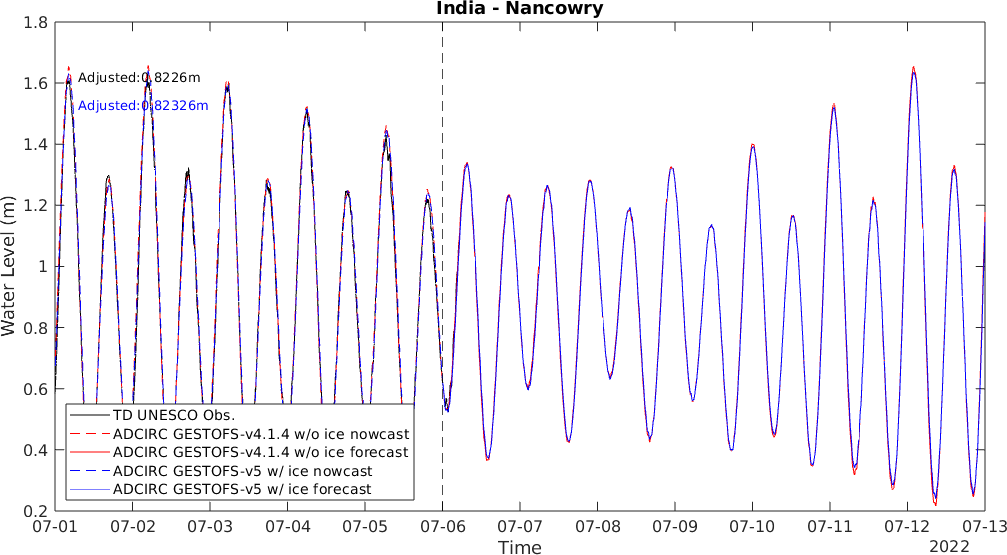 India - Nancowry
1.8
1.6
1.4
1.2
1
0.8
0.6
0.4
0.2
Water Level (m)
Adjusted:0.8226m
Adjusted:0.82326m
TD UNESCO Obs.
ADCIRC GESTOFS-v4.1.4 w/o ice nowcast
ADCIRC GESTOFS-v4.1.4 w/o ice forecast
ADCIRC GESTOFS-v5 w/ ice nowcast
ADCIRC GESTOFS-v5 w/ ice forecast
07-01 07-02 07-03 07-04 07-05 07-06 07-07 07-08 07-09 07-10 07-11 07-12 07-13
Time
2022